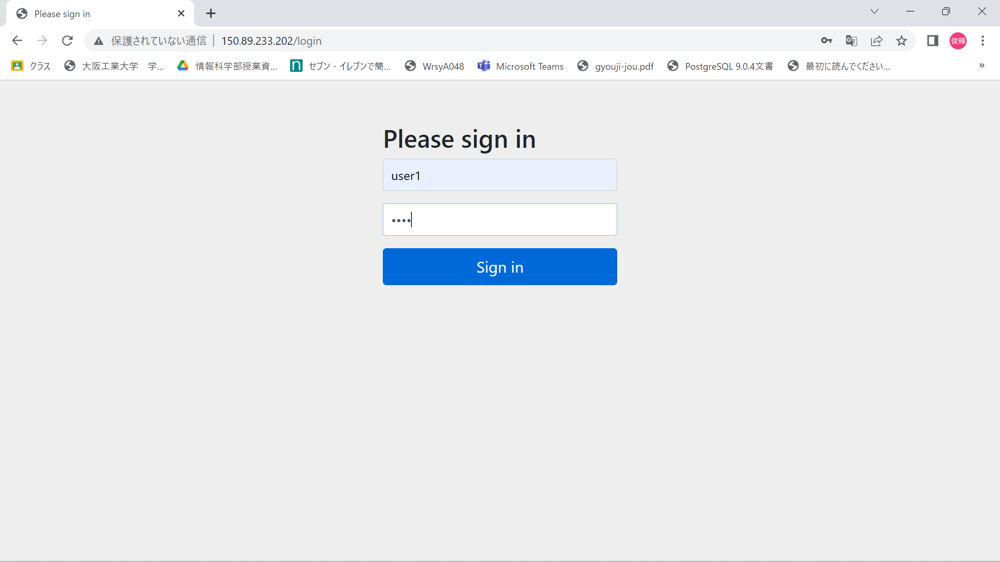 Please sign in
保護されていない通信 150.89.233.202/login
俊輝
クラス 大阪工業大学 学... 情報科学部授業資... セブン‐イレブンで簡... WrsyA048 Microsoft Teams gyouji-jou.pdf PostgreSQL 9.0.4文書 最初に読んでください... »
Please sign in
user1
••••
Sign in